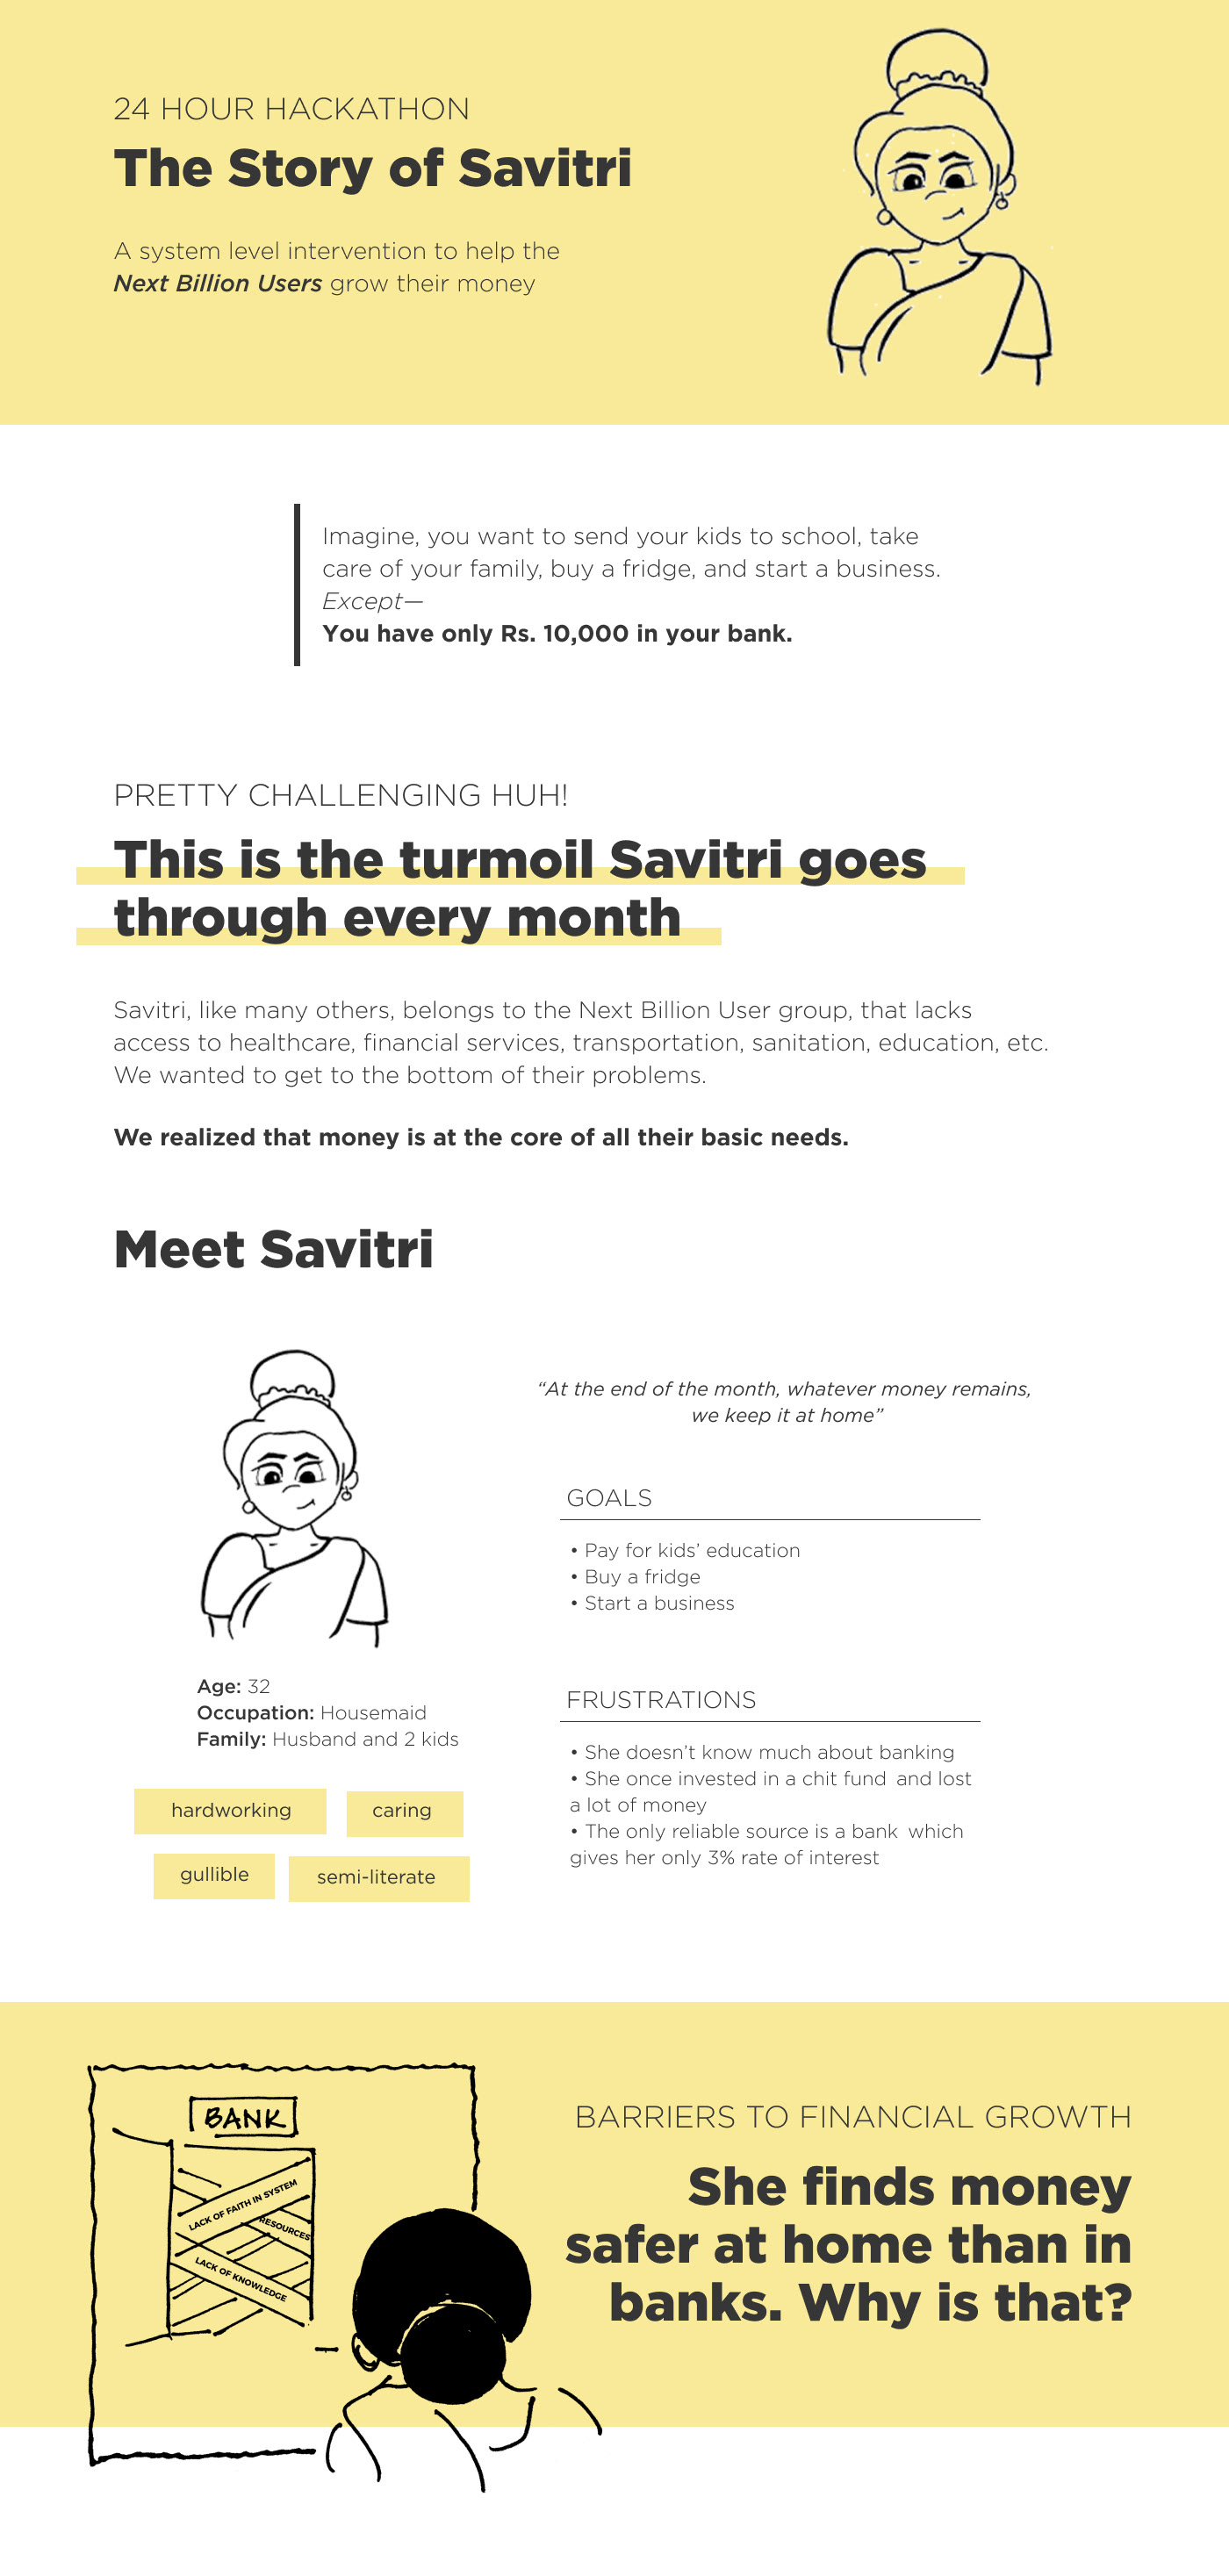 24 HOUR HACKATHON
The Story of Savitri
A system level intervention to help the
Next Billion Users grow their money
Imagine, you want to send your kids to school, take
care of your family, buy a fridge, and start a business.
Except—
You have only Rs. 10,000 in your bank.
PRETTY CHALLENGING HUH!
This is the turmoil Savitri goes
through every month
Savitri, like many others, belongs to the Next Billion User group, that lacks
access to healthcare, financial services, transportation, sanitation, education, etc.
We wanted to get to the bottom of their problems.
We realized that money is at the core of all their basic needs.
Meet Savitri
“At the end of the month, whatever money remains,
we keep it at home”
GOALS
• Pay for kids’ education
• Buy a fridge
• Start a business
Age: 32
Occupation: Housemaid
Family: Husband and 2 kids
hardworking
caring
gullible
semi-literate
FRUSTRATIONS
• She doesn’t know much about banking
• She once invested in a chit fund and lost
a lot of money
• The only reliable source is a bank which
gives her only 3% rate of interest
BANK
LACK OF FAITH IN SYSTEM
RESOURCES
LACK OF KNOWLEDGE
BARRIERS TO FINANCIAL GROWTH
She finds money
safer at home than in
banks. Why is that?